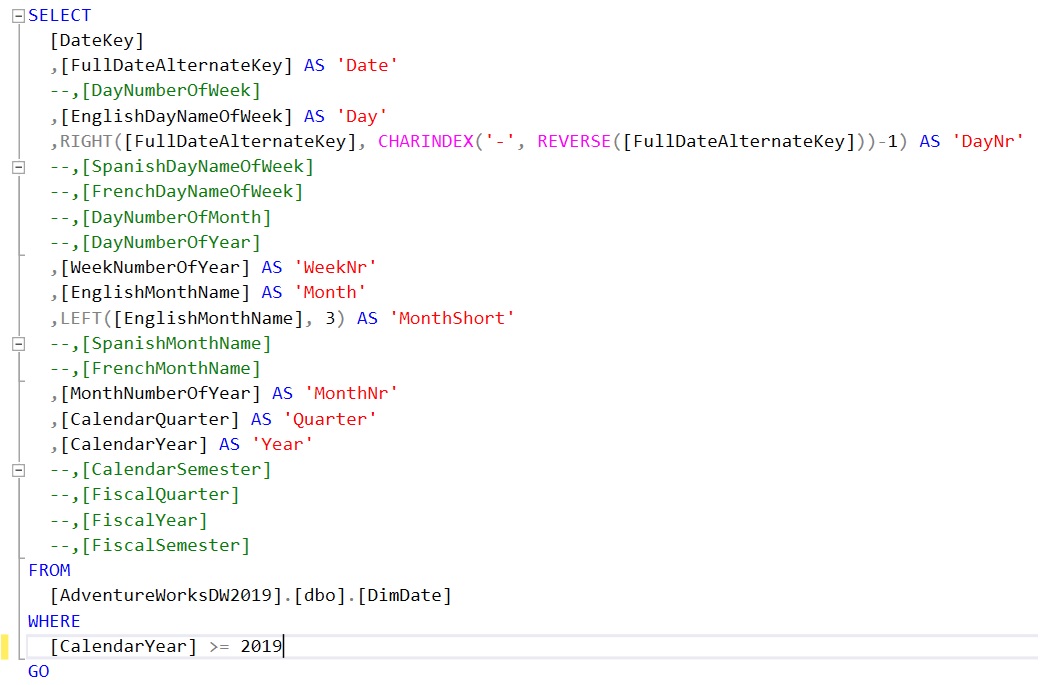 SELECT
[DateKey]
,[FullDateAlternateKey] AS 'Date'
--,[DayNumberOfWeek]
,[EnglishDayNameOfWeek] AS 'Day'
,RIGHT([FullDateAlternateKey], CHARINDEX('-', REVERSE([FullDateAlternateKey]))-1) AS 'DayNr'
--,[SpanishDayNameOfWeek]
--,[FrenchDayNameOfWeek]
--,[DayNumberOfMonth]
--,[DayNumberOfYear]
,[WeekNumberOfYear] AS 'WeekNr'
,[EnglishMonthName] AS 'Month'
,LEFT([EnglishMonthName], 3) AS 'MonthShort'
--,[SpanishMonthName]
--,[FrenchMonthName]
,[MonthNumberOfYear] AS 'MonthNr'
,[CalendarQuarter] AS 'Quarter'
,[CalendarYear] AS 'Year'
--,[CalendarSemester]
--,[FiscalQuarter]
--,[FiscalYear]
--,[FiscalSemester]
FROM
[AdventureWorksDW2019].[dbo].[DimDate]
WHERE
[CalendarYear] >= 2019
GO